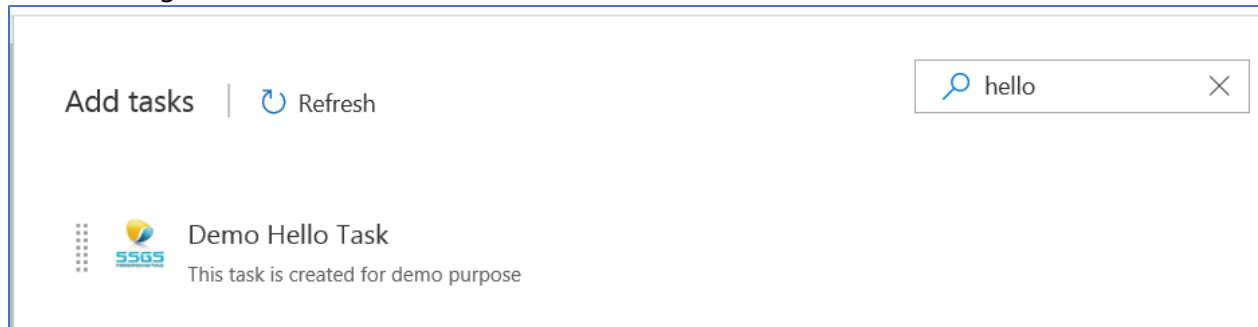 Add tasks
Refresh
hello
Demo Hello Task
SSGS
This task is created for demo purpose